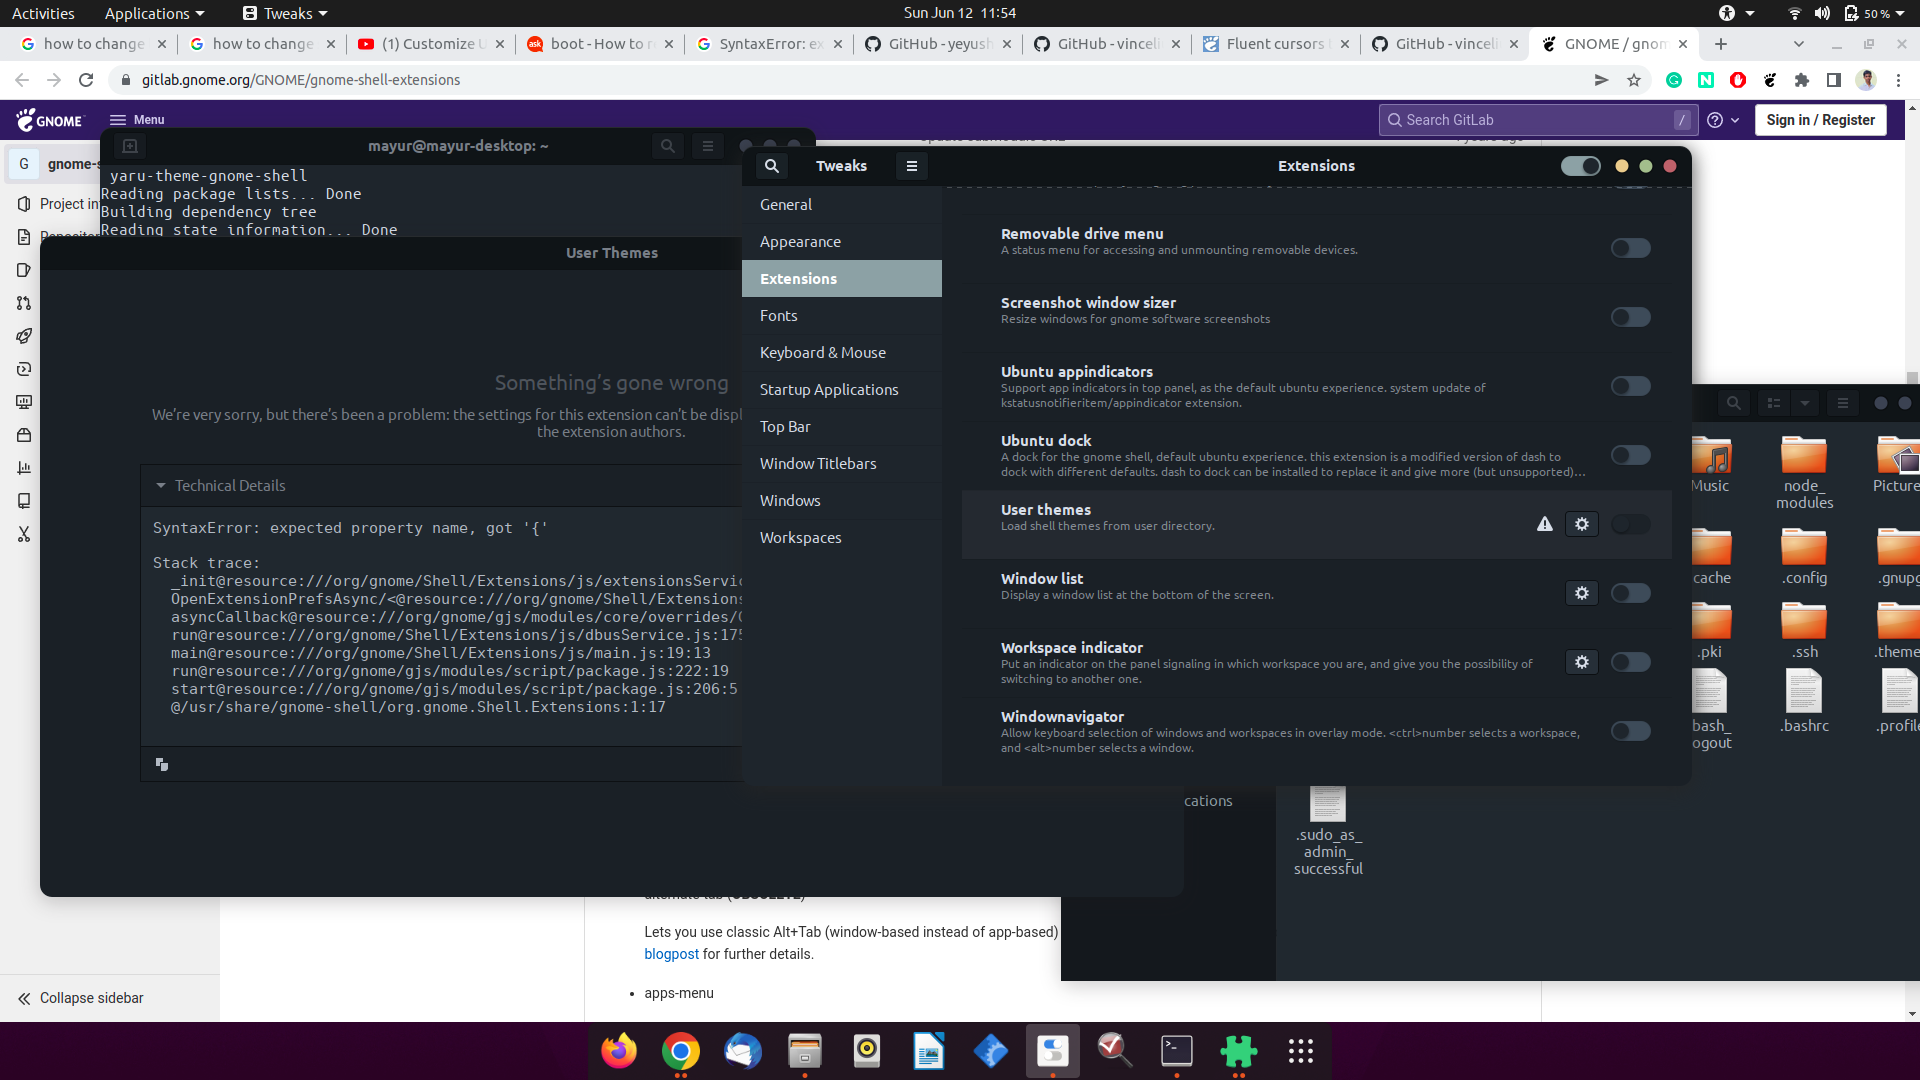 Activities
Applications
Tweaks
Sun Jun 12 11:54
50 %
how to change
how to change
(1) Customize U
boot - How to r
SyntaxError: ex
GitHub - yeyush
GitHub - vinceli
Fluent cursors
GitHub - vinceli
GNOME / gnom
gitlab.gnome.org/GNOME/gnome-shell-extensions
GNOME
Menu
Search GitLab
/
Sign in / Register
G
gnome-s
Project in
Collapse sidebar
mayur@mayur-desktop: ~
yaru-theme-gnome-shell
Reading package lists... Done
Building dependency tree
Reading state information... Done
User Themes
Something's gone wrong
We're very sorry, but there's been a problem: the settings for this extension can't be displ
the extension authors.
Technical Details
SyntaxError: expected property name, got '{'
Stack trace:
_init@resource:///org/gnome/Shell/Extensions/js/extensionsServic
OpenExtensionPrefsAsync/<@resource:///org/gnome/Shell/Extensions
asyncCallback@resource:///org/gnome/gjs/modules/core/overrides/G
run@resource:///org/gnome/Shell/Extensions/js/dbusService.js:175
main@resource:///org/gnome/Shell/Extensions/js/main.js:19:13
run@resource:///org/gnome/gjs/modules/script/package.js:222:19
start@resource:///org/gnome/gjs/modules/script/package.js:206:5
@/usr/share/gnome-shell/org.gnome.Shell.Extensions:1:17
Tweaks
Extensions
General
Appearance
Extensions
Fonts
Keyboard & Mouse
Startup Applications
Top Bar
Window Titlebars
Windows
Workspaces
Removable drive menu
A status menu for accessing and unmounting removable devices.
Screenshot window sizer
Resize windows for gnome software screenshots
Ubuntu appindicators
Support app indicators in top panel, as the default ubuntu experience. system update of
kstatusnotifieritem/appindicator extension.
Ubuntu dock
A dock for the gnome shell, default ubuntu experience. this extension is a modified version of dash to
dock with different defaults. dash to dock can be installed to replace it and give more (but unsupported)...
User themes
Load shell themes from user directory.
Window list
Display a window list at the bottom of the screen.
Workspace indicator
Put an indicator on the panel signaling in which workspace you are, and give you the possibility of
switching to another one.
Windownavigator
Allow keyboard selection of windows and workspaces in overlay mode. <ctrl>number selects a workspace,
and <alt>number selects a window.
Music
node_
modules
Picture
cache
.config
.gnupg
.pki
.ssh
.theme
bash_
ogout
.bashrc
.profile
cations
.sudo_as_
admin_
successful
Lets you use classic Alt+Tab (window-based instead of app-based)
blogpost for further details.
• apps-menu